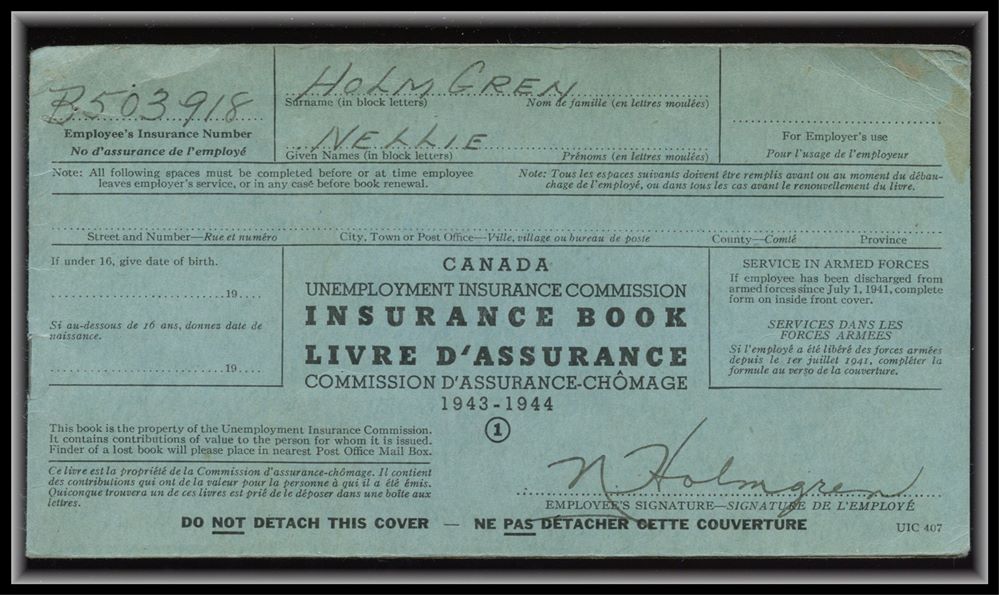 B503918
Employee's Insurance Number
No d'assurance de l'employé
HOLMGREN
Surname (in block letters) Nom de famille (en lettres moulées)
NELLIE
Given Names (in block letters) Prénoms (en lettres moulées)
For Employer's use
Pour l'usage de l'employeur
Note: All following spaces must be completed before or at time employee
leaves employer's service, or in any case before book renewal.
Note: Tous les espaces suivants doivent être remplis avant ou au moment du débau-
chage de l'employé, ou dans tous les cas avant le renouvellement du livre.
Street and Number—Rue et numéro City, Town or Post Office—Ville, village ou bureau de poste County—Comté Province
If under 16, give date of birth.
19
Si au-dessous de 16 ans, donnez date de
naissance.
19
CANADA
UNEMPLOYMENT INSURANCE COMMISSION
INSURANCE BOOK
LIVRE D'ASSURANCE
COMMISSION D'ASSURANCE-CHÔMAGE
1943-1944
1
SERVICE IN ARMED FORCES
If employee has been discharged from
armed forces since July 1, 1941, complete
form on inside front cover.
SERVICES DANS LES
FORCES ARMEES
Si l'employé a été libéré des forces armées
depuis le 1er juillet 1941, compléter la
formule au verso de la couverture.
This book is the property of the Unemployment Insurance Commission.
It contains contributions of value to the person for whom it is issued.
Finder of a lost book will please place in nearest Post Office Mail Box.
Ce livre est la propriété de la Commission d'assurance-chômage. Il contient
des contributions qui ont de la valeur pour la personne à qui il a été émis.
Quiconque trouvera un de ces livres est prié de le déposer dans une boîte aux
lettres.
N Holmgren
EMPLOYEE'S SIGNATURE—SIGNATURE DE L'EMPLOYÉ
DO NOT DETACH THIS COVER — NE PAS DÉTACHER CETTE COUVERTURE
UIC 407